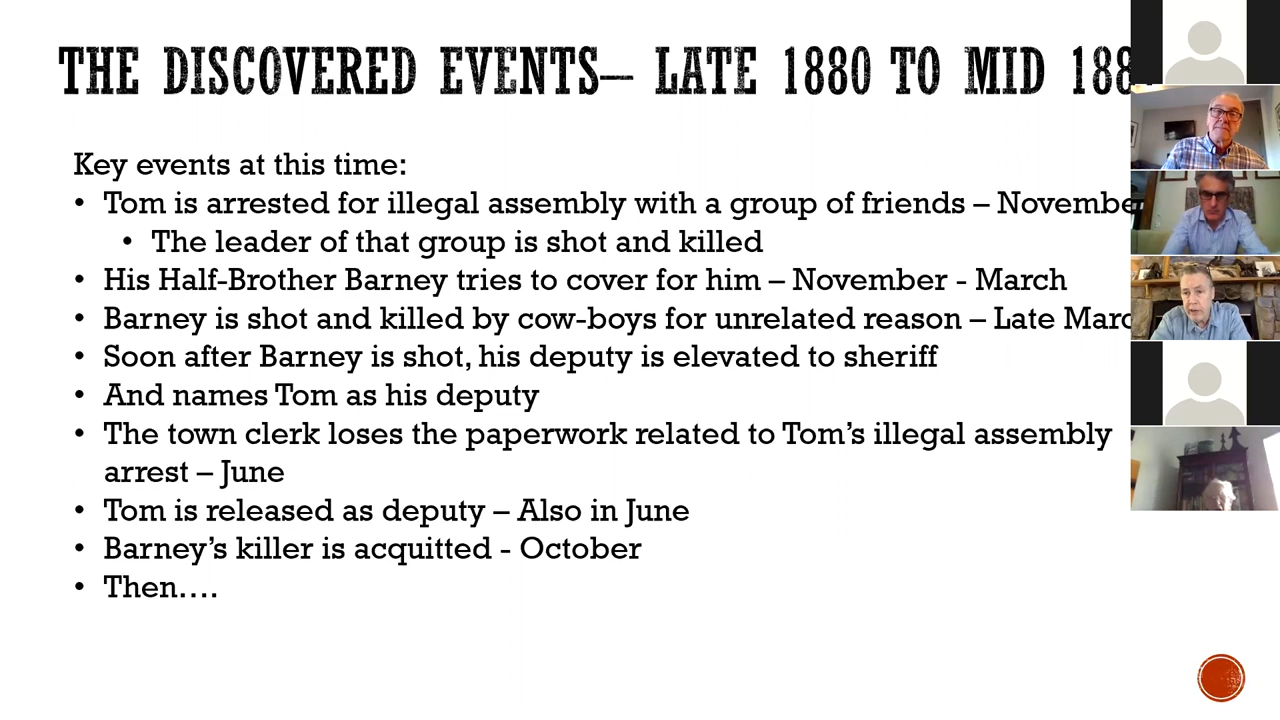 THE DISCOVERED EVENTS— LATE 1880 TO MID 188
Key events at this time:
• Tom is arrested for illegal assembly with a group of friends – November
• The leader of that group is shot and killed
• His Half-Brother Barney tries to cover for him – November - March
• Barney is shot and killed by cow-boys for unrelated reason – Late Marc
• Soon after Barney is shot, his deputy is elevated to sheriff
• And names Tom as his deputy
• The town clerk loses the paperwork related to Tom’s illegal assembly
arrest – June
• Tom is released as deputy – Also in June
• Barney’s killer is acquitted - October
• Then….